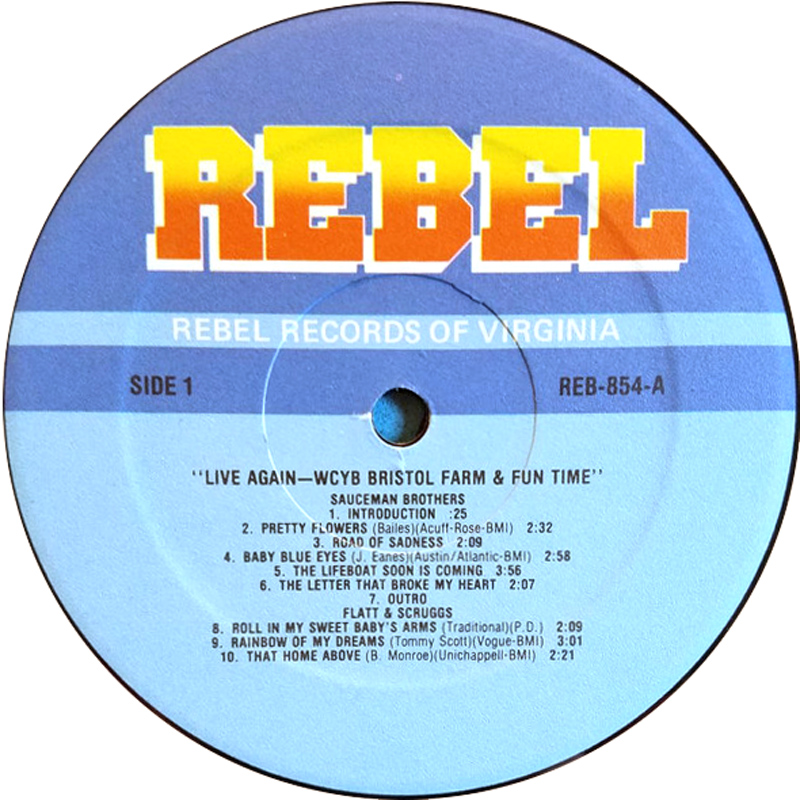 REBEL
REBEL RECORDS OF VIRGINIA
SIDE 1
REB-854-A
"LIVE AGAIN—WCYB BRISTOL FARM & FUN TIME"
SAUCEMAN BROTHERS
1. INTRODUCTION :25
2. PRETTY FLOWERS (Bailes)(Acuff-Rose-BMI) 2:32
3. ROAD OF SADNESS 2:09
4. BABY BLUE EYES (J. Eanes)(Austin/Atlantic-BMI) 2:58
5. THE LIFEBOAT SOON IS COMING 3:56
6. THE LETTER THAT BROKE MY HEART 2:07
7. OUTRO
FLATT & SCRUGGS
8. ROLL IN MY SWEET BABY'S ARMS (Traditional)(P.D.) 2:09
9. RAINBOW OF MY DREAMS (Tommy Scott)(Vogue-BMI) 3:01
10. THAT HOME ABOVE (B. Monroe)(Unichappell-BMI) 2:21